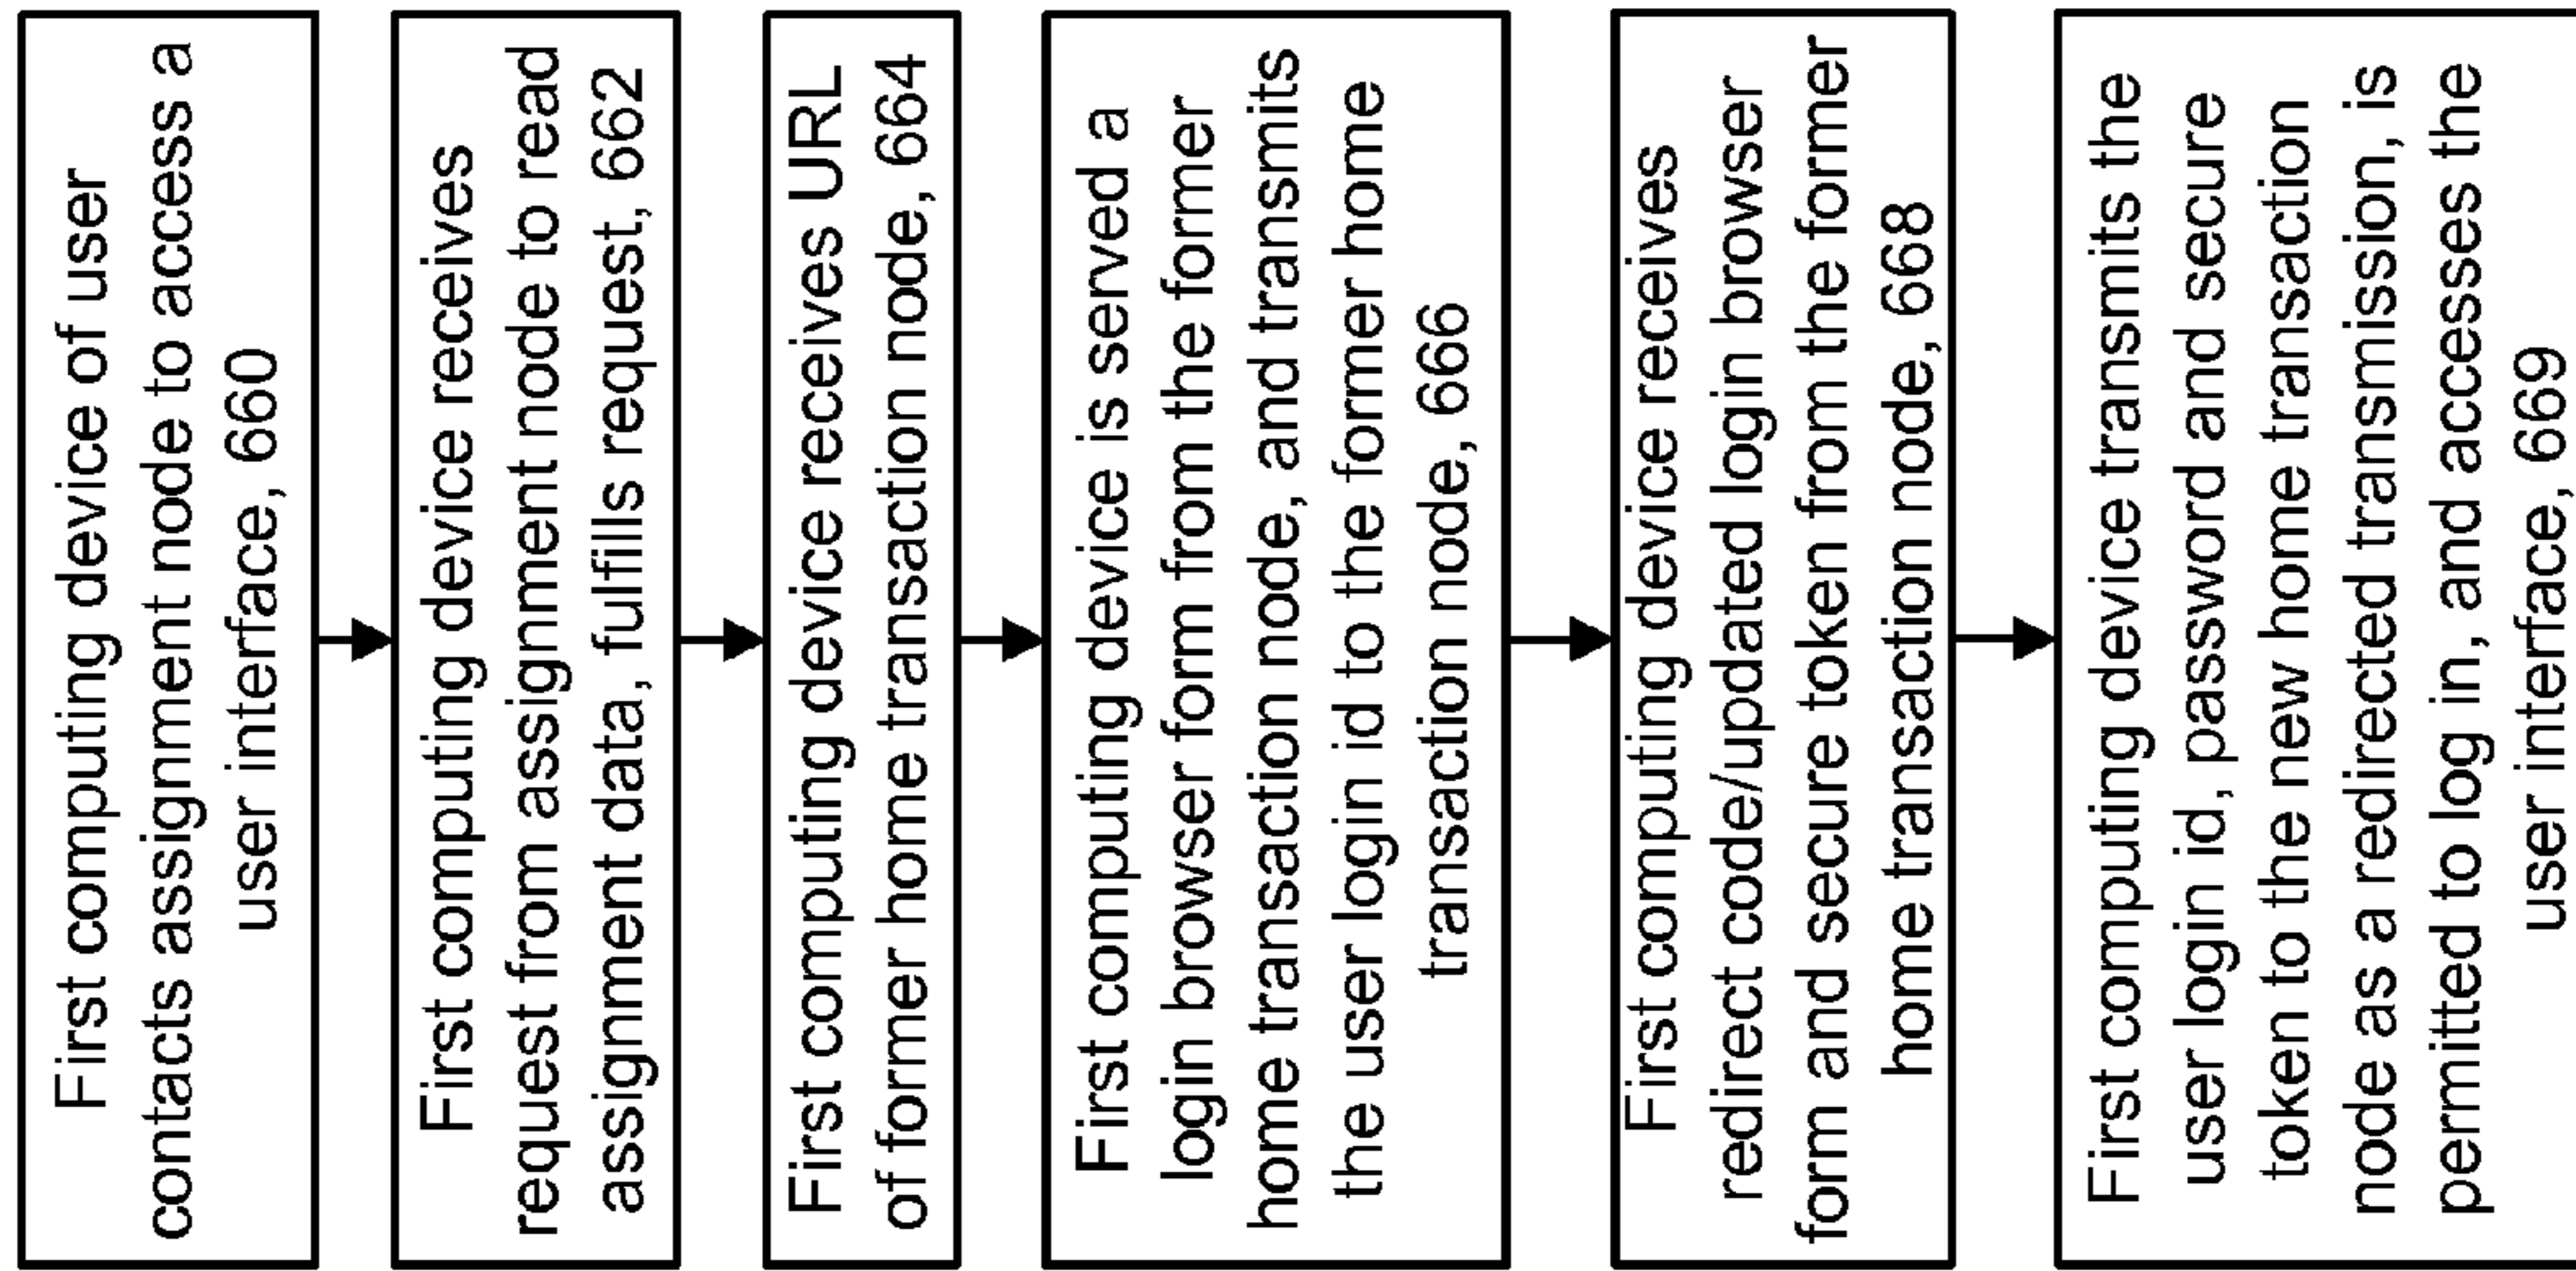 First computing device of user
contacts assignment node to access a
user interface, 660
First computing device receives
request from assignment node to read
assignment data, fulfills request, 662
First computing device receives URL
of former home transaction node, 664
First computing device is served a
login browser form from the former
home transaction node, and transmits
the user login id to the former home
transaction node, 666
First computing device receives
redirect code/updated login browser
form and secure token from the former
home transaction node, 668
First computing device transmits the
user login id, password and secure
token to the new home transaction
node as a redirected transmission, is
permitted to log in, and accesses the
user interface, 669